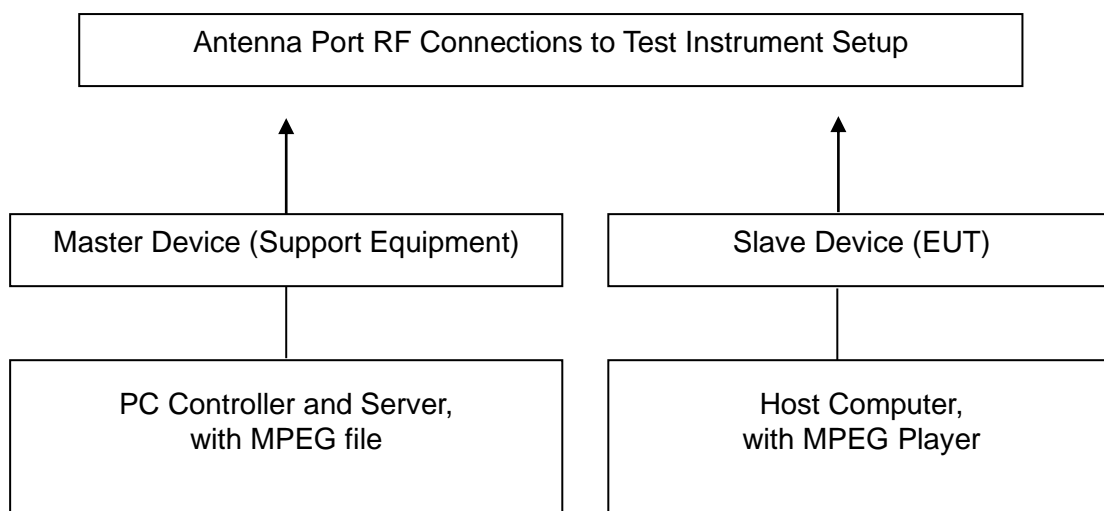 Antenna Port RF Connections to Test Instrument Setup
Master Device (Support Equipment)
Slave Device (EUT)
PC Controller and Server,
with MPEG file
Host Computer,
with MPEG Player